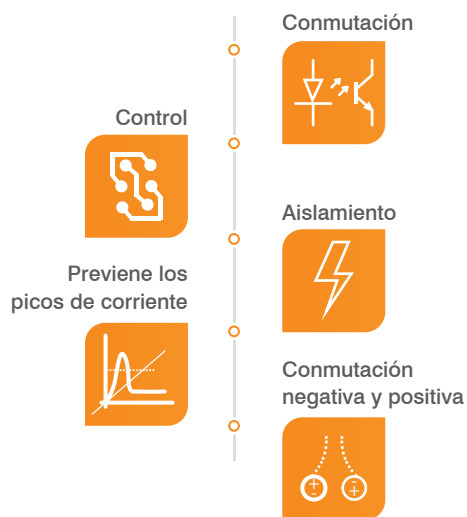 Conmutación
Control
Aislamiento
Previene los
picos de corriente
Conmutación
negativa y positiva